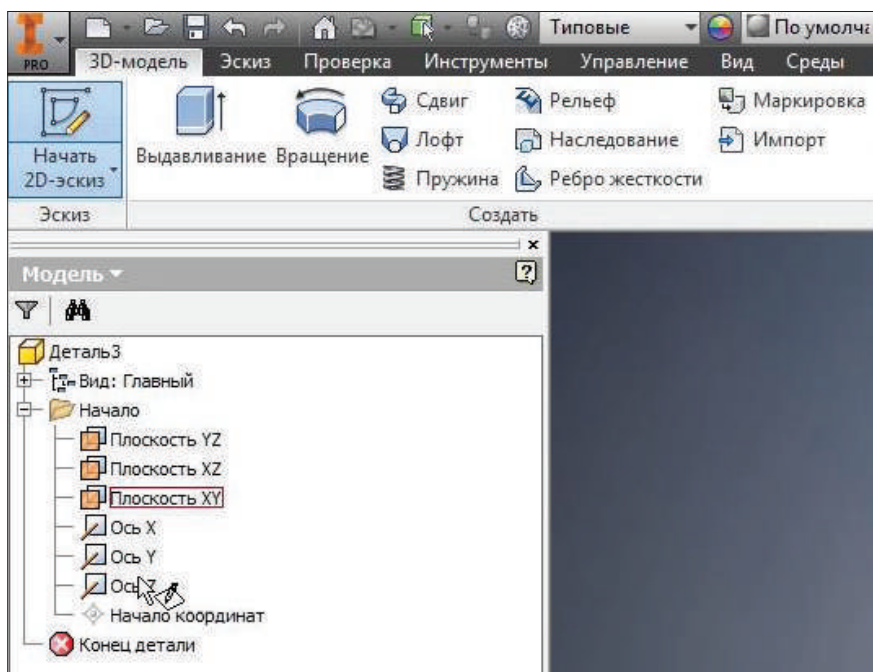 Типовые По умолча
PRO 3D-модель Эскиз Проверка Инструменты Управление Вид Среды
Начать 2D-эскиз
Выдавливание Вращение
Сдвиг Рельеф Маркировка
Лофт Наследование Импорт
Пружина Ребро жесткости
Эскиз Создать
Модель
Деталь3
Вид: Главный
Начало
Плоскость YZ
Плоскость XZ
Плоскость XY
Ось X
Ось Y
Ось Z
Начало координат
Конец детали